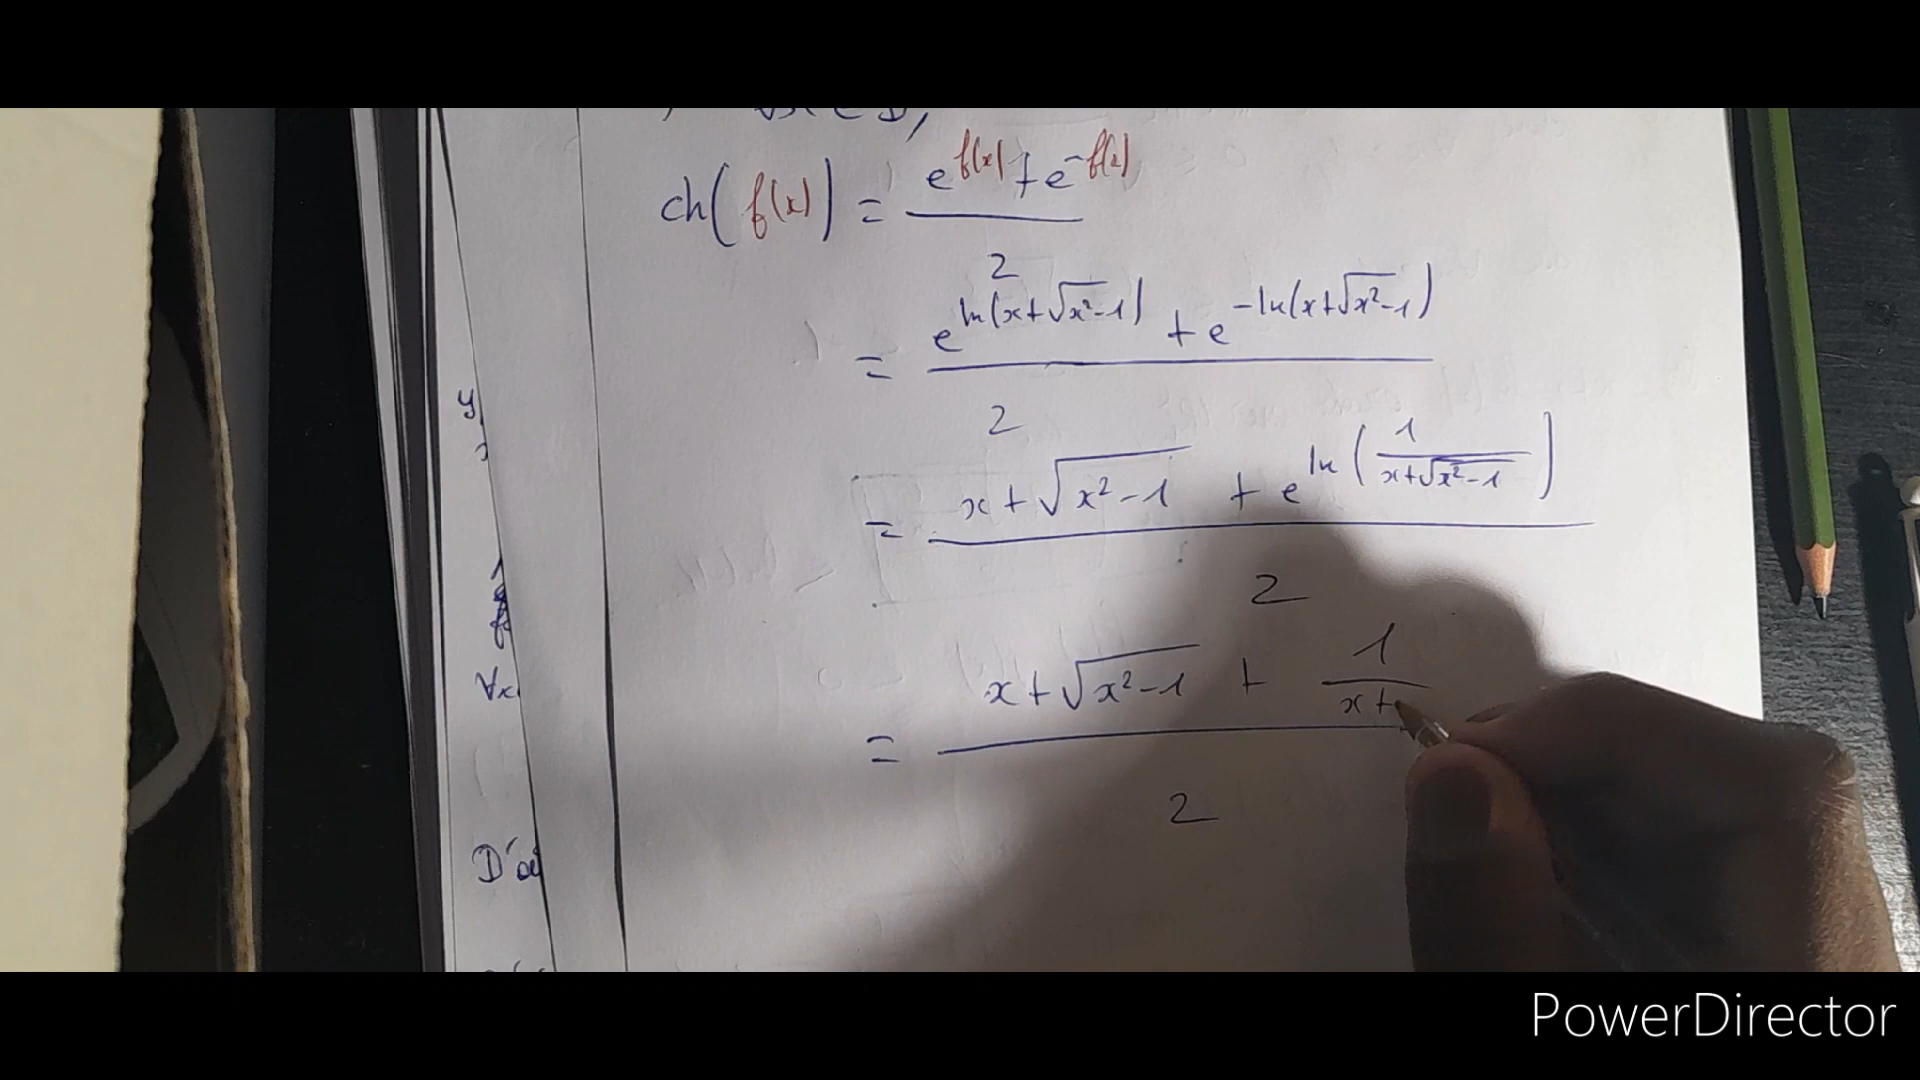 ch( f(x) ) = (e^f(x) + e^-f(x)) / 2
= (e^ln(x+√x²-1) + e^-ln(x+√x²-1)) / 2
= (x + √x²-1 + e^ln(1/(x+√x²-1))) / 2
= (x + √x²-1 + 1/(x+)) / 2
y
∀x
D'où
PowerDirector